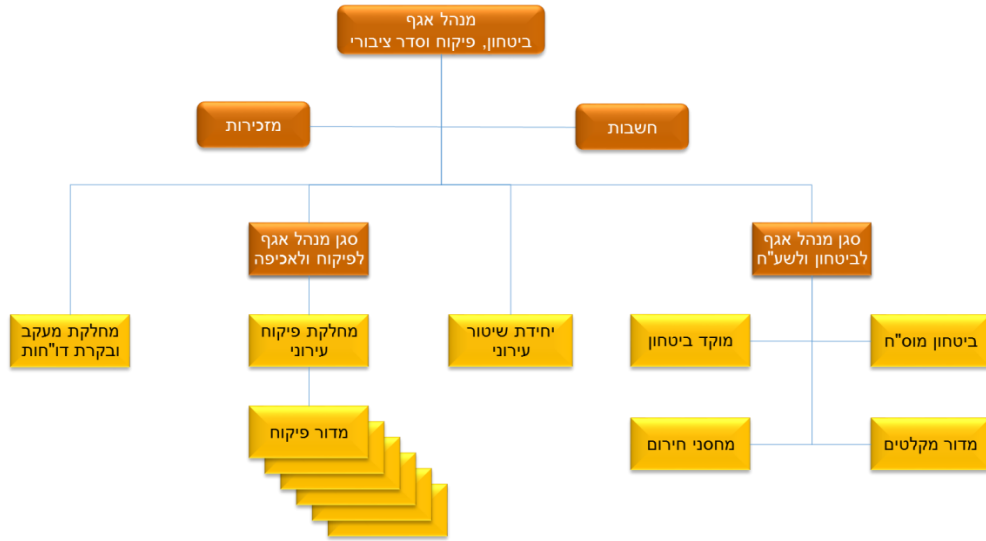 מנהל אגף
ביטחון, פיקוח וסדר ציבורי
חשבות
מזכירות
סגן מנהל אגף
לביטחון ולשע"ח
סגן מנהל אגף
לפיקוח ולאכיפה
ביטחון מוס"ח
מוקד ביטחון
יחידת שיטור
עירוני
מחלקת פיקוח
עירוני
מחלקת מעקב
ובקרת דו"חות
מדור מקלטים
מחסני חירום
מדור פיקוח